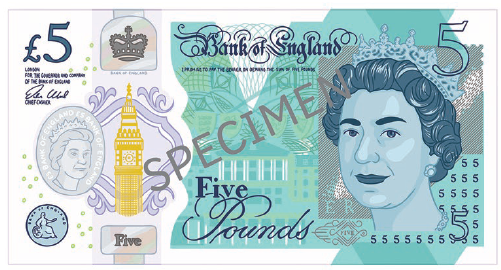 £5
LONDON
FOR THE GOVERNOR AND COMPANY
OF THE BANK OF ENGLAND
CHIEF CASHIER
BANK OF ENGLAND
Bank of England
I PROMISE TO PAY THE BEARER ON DEMAND THE SUM OF FIVE POUNDS
5
SPECIMEN
Five
Pounds
Five
5